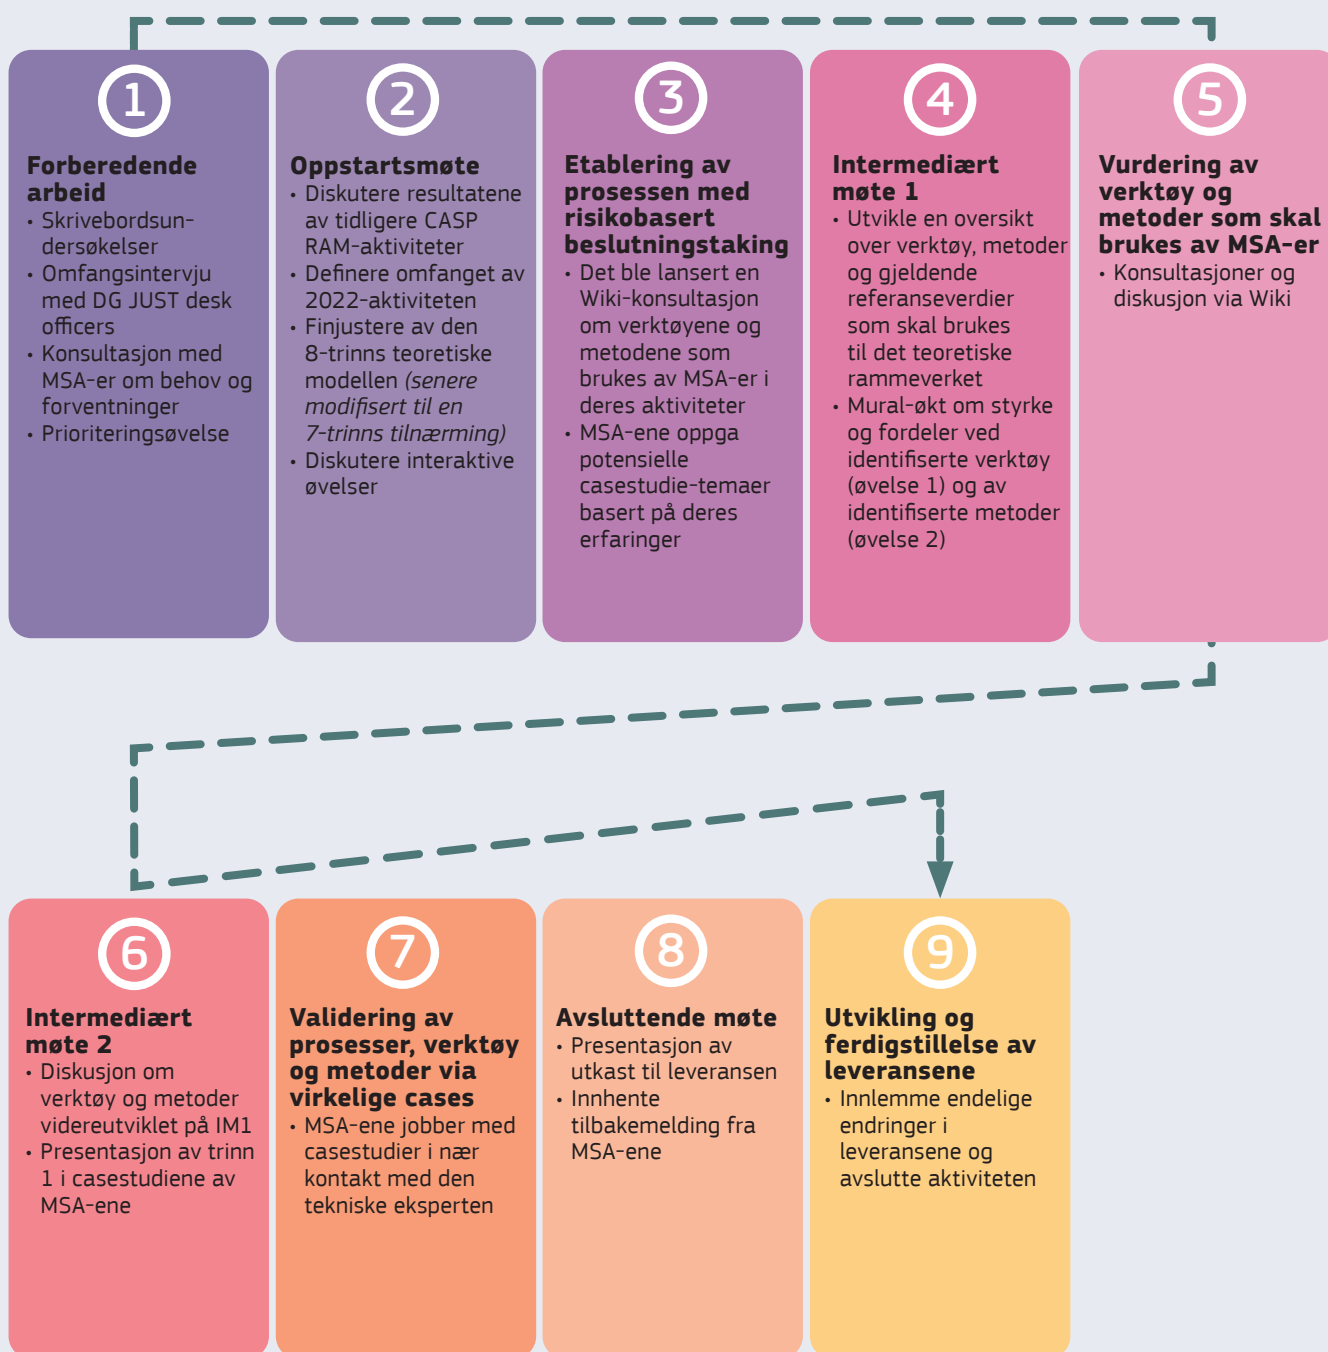 1
Forberedende
arbeid
• Skrivebordsun-
dersøkelser
• Omfangsintervju
med DG JUST desk
officers
• Konsultasjon med
MSA-er om behov og
forventninger
• Prioriteringsøvelse
2
Oppstartsmøte
• Diskutere resultatene
av tidligere CASP
RAM-aktiviteter
• Definere omfanget av
2022-aktiviteten
• Finjustere av den
8-trinns teoretiske
modellen (senere
modifisert til en
7-trinns tilnærming)
• Diskutere interaktive
øvelser
3
Etablering av
prosessen med
risikobasert
beslutningstaking
• Det ble lansert en
Wiki-konsultasjon
om verktøyene og
metodene som
brukes av MSA-er i
deres aktiviteter
• MSA-ene oppga
potensielle
casestudie-temaer
basert på deres
erfaringer
4
Intermediært
møte 1
• Utvikle en oversikt
over verktøy, metoder
og gjeldende
referanseverdier
som skal brukes
til det teoretiske
rammeverket
• Mural-økt om styrke
og fordeler ved
identifiserte verktøy
(øvelse 1) og av
identifiserte metoder
(øvelse 2)
5
Vurdering av
verktøy og
metoder som skal
brukes av MSA-er
• Konsultasjoner og
diskusjon via Wiki
6
Intermediært
møte 2
• Diskusjon om
verktøy og metoder
videreutviklet på IM1
• Presentasjon av trinn
1 i casestudiene av
MSA-ene
7
Validering av
prosesser, verktøy
og metoder via
virkelige cases
• MSA-ene jobber med
casestudier i nær
kontakt med den
tekniske eksperten
8
Avsluttende møte
• Presentasjon av
utkast til leveransen
• Innhente
tilbakemelding fra
MSA-ene
9
Utvikling og
ferdigstillelse av
leveransene
• Innlemme endelige
endringer i
leveransene og
avslutte aktiviteten